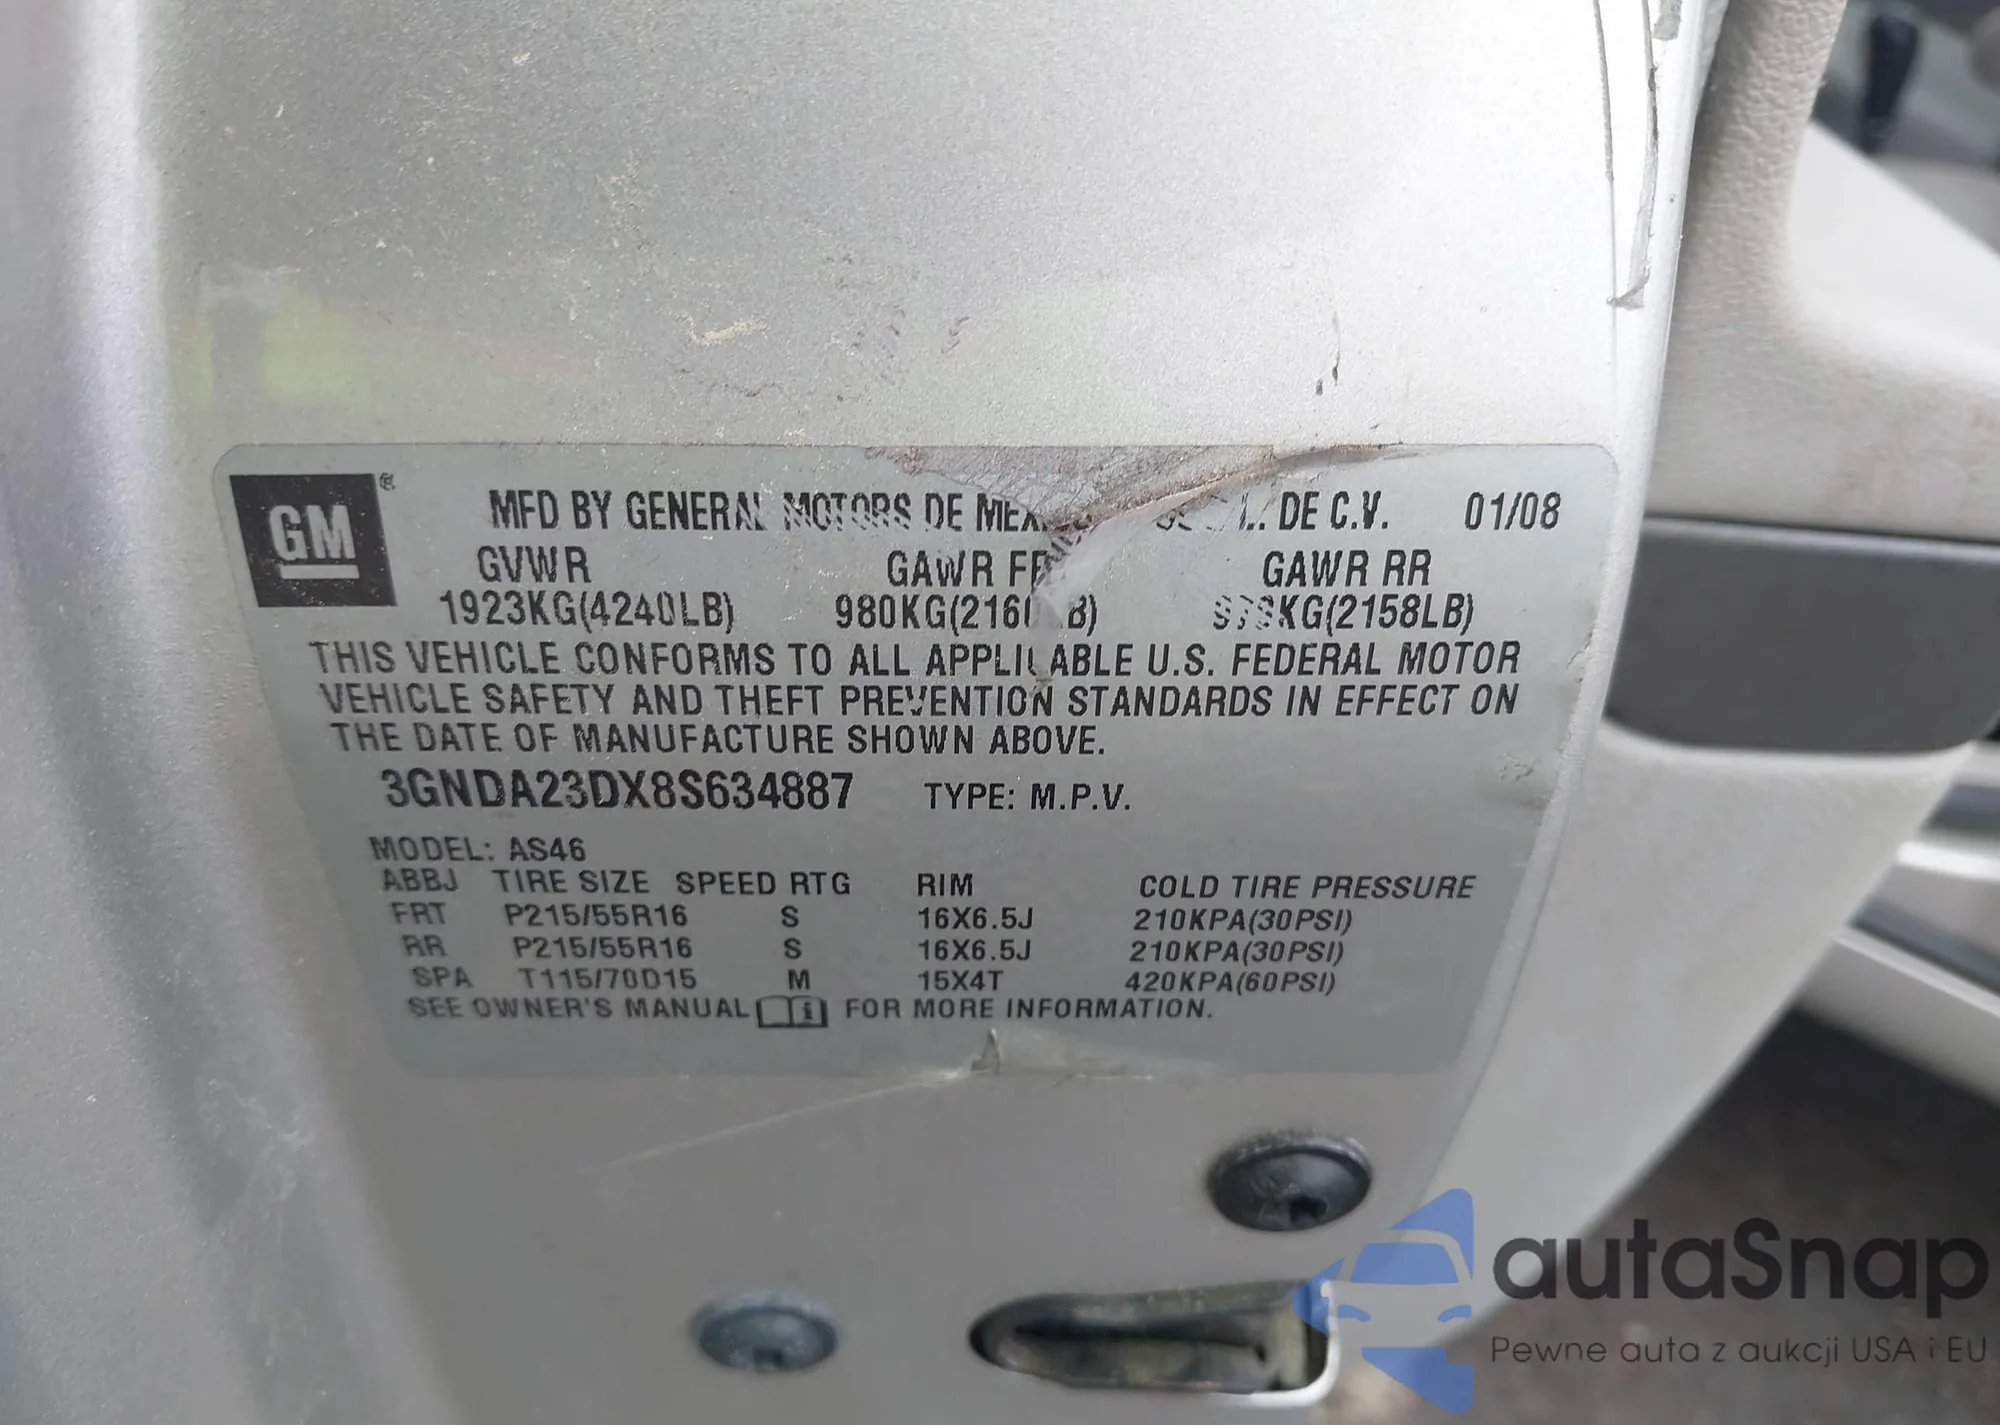 GM
MFD BY GENERAL MOTORS DE DE C.V. 01/08
GVWR GAWR GAWR RR
1923KG(4240LB) 980KG( KG(2158LB)
THIS VEHICLE CONFORMS TO ALL APPLICABLE U.S. FEDERAL MOTOR
VEHICLE SAFETY AND THEFT PREVENTION STANDARDS IN EFFECT ON
THE DATE OF MANUFACTURE SHOWN ABOVE.
3GNDA23DX8S634887 TYPE: M.P.V.
MODEL: AS46
ABBJ TIRE SIZE SPEED RTG RIM COLD TIRE PRESSURE
FRT P215/55R16 S 16X6.5J 210KPA(30PSI)
RR P215/55R16 S 16X6.5J 210KPA(30PSI)
SPA T115/70D15 M 15X4T 420KPA(60PSI)
SEE OWNER'S MANUAL i FOR MORE INFORMATION.
autaSnap
Pewne auta z aukcji USA i EU